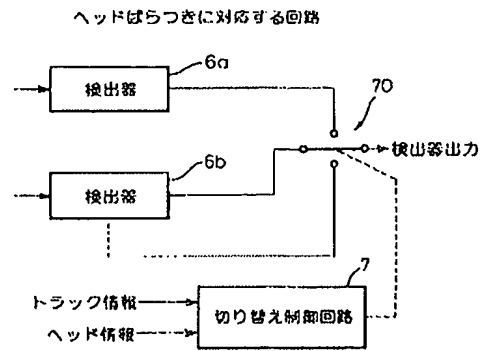 ヘッドばらつきに対応する回路
6a
検出器
70
検出器出力
6b
検出器
7
トラック情報
切り替え制御回路
ヘッド情報